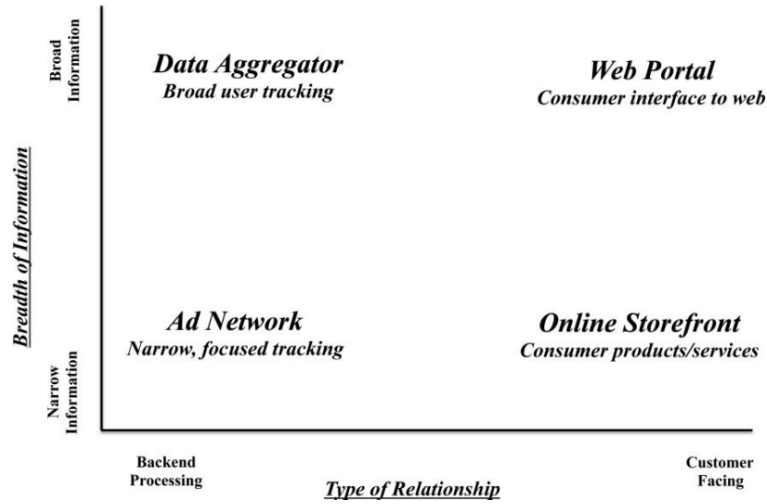 Broad
Information
Data Aggregator
Broad user tracking
Web Portal
Consumer interface to web
Breadth of Information
Ad Network
Narrow, focused tracking
Online Storefront
Consumer products/services
Narrow
Information
Backend
Processing
Type of Relationship
Customer
Facing